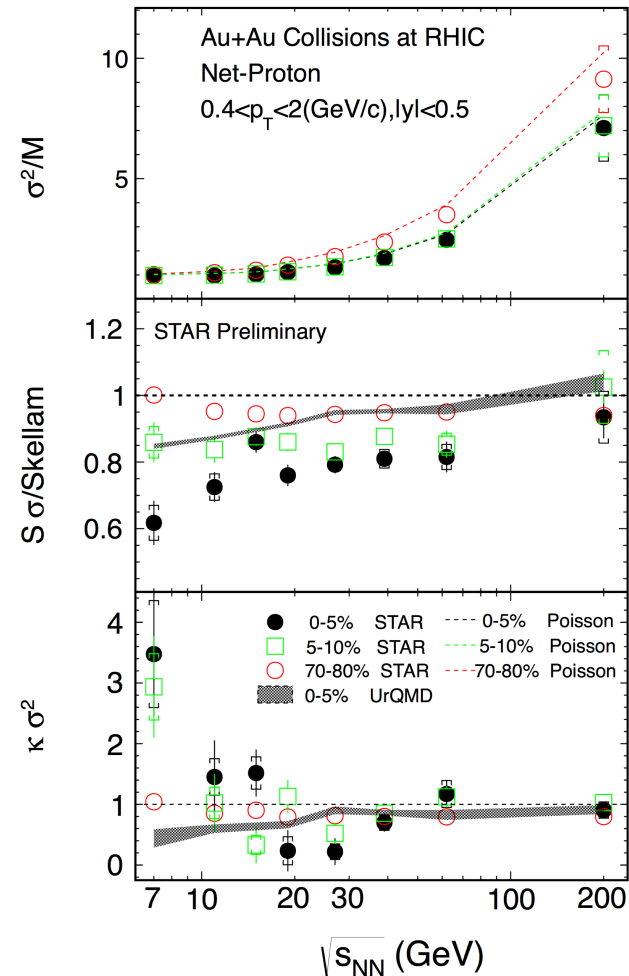 Au+Au Collisions at RHIC
Net-Proton
0.4<p_T<2(GeV/c),|y|<0.5
10
5
σ²/M
STAR Preliminary
1.2
1
0.8
0.6
S σ/Skellam
0-5% STAR 0-5% Poisson
5-10% STAR 5-10% Poisson
70-80% STAR 70-80% Poisson
0-5% UrQMD
4
3
2
1
0
κ σ²
7 10 20 30 100 200
√s_NN (GeV)